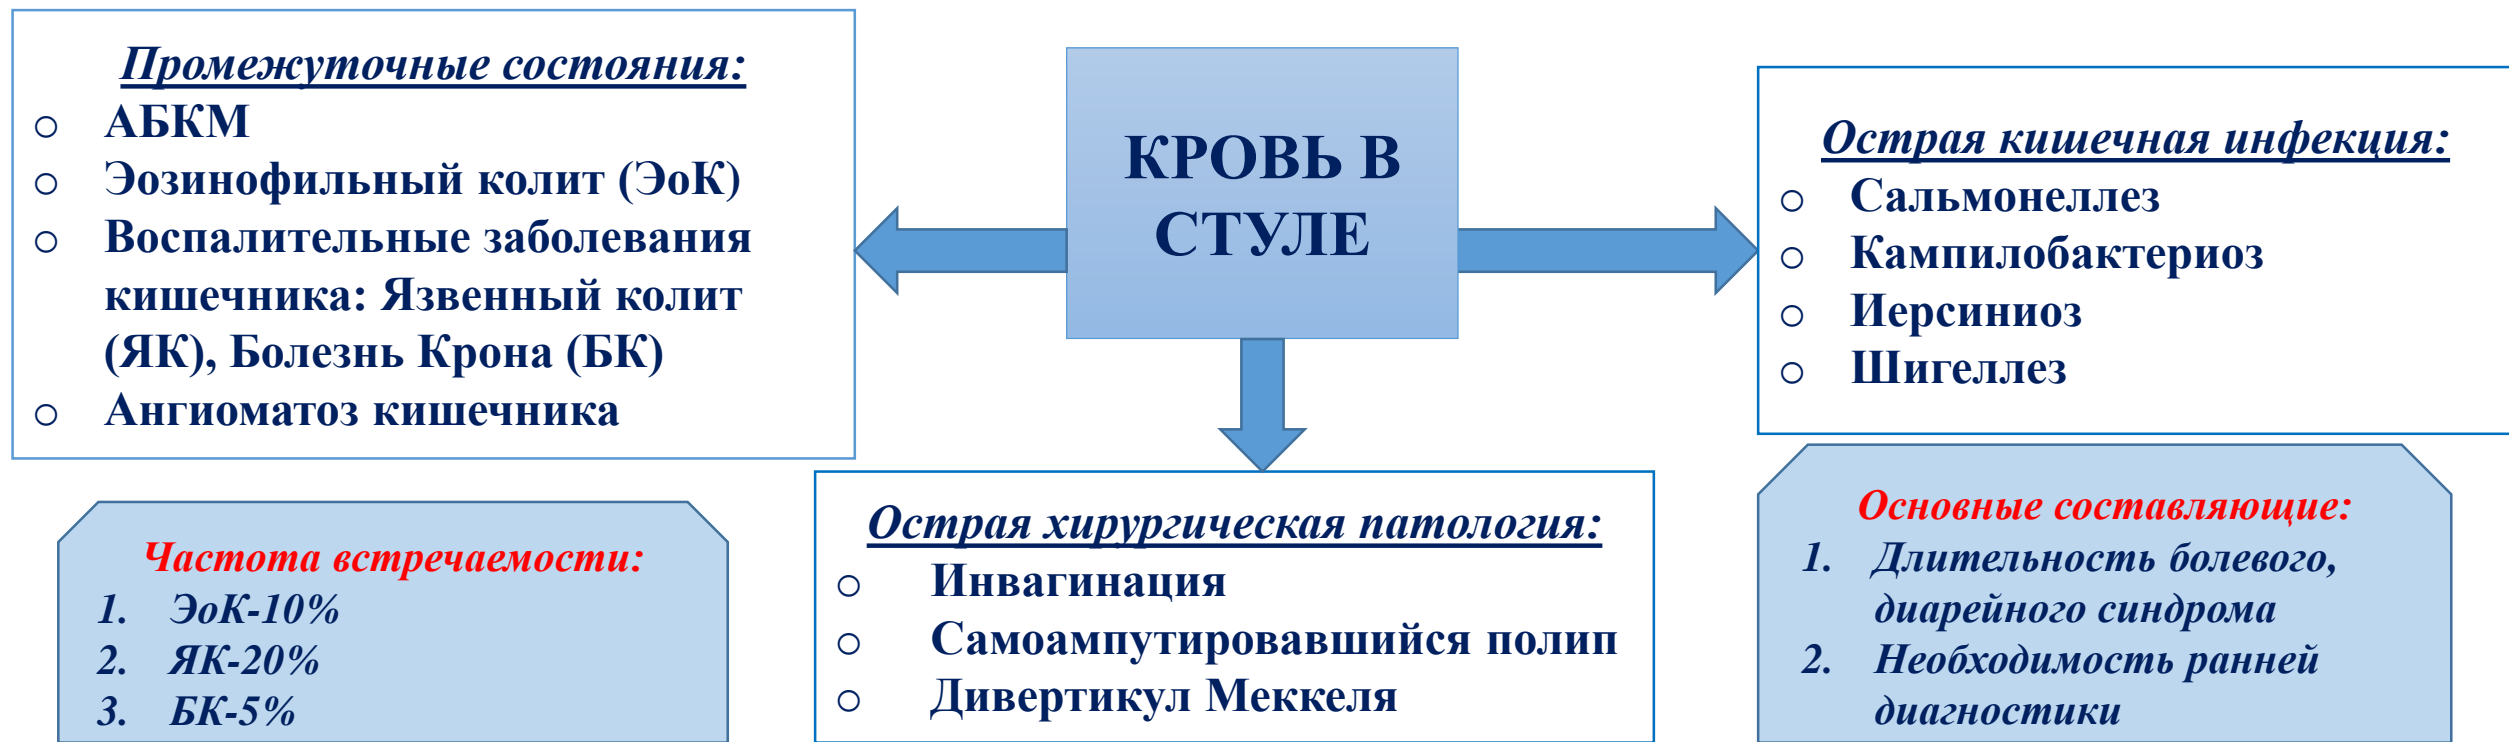 Промежуточные состояния:
АБКМ
Эозинофильный колит (ЭоК)
Воспалительные заболевания
кишечника: Язвенный колит
(ЯК), Болезнь Крона (БК)
Ангиоматоз кишечника
КРОВЬ В
СТУЛЕ
Острая кишечная инфекция:
Сальмонеллез
Кампилобактериоз
Иерсиниоз
Шигеллез
Частота встречаемости:
1. ЭоК-10%
2. ЯК-20%
3. БК-5%
Острая хирургическая патология:
Инвагинация
Самоампутировавшийся полип
Дивертикул Меккеля
Основные составляющие:
1. Длительность болевого,
диарейного синдрома
2. Необходимость ранней
диагностики